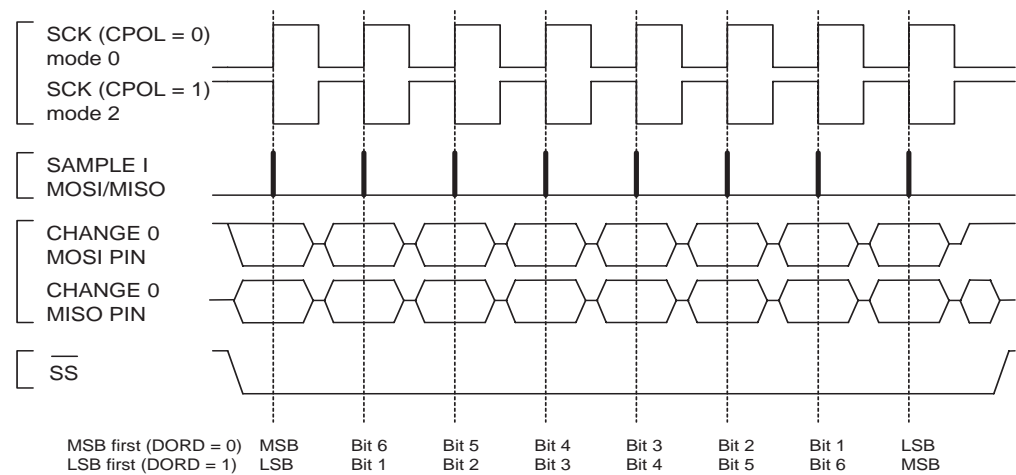 SCK (CPOL = 0)
mode 0
SCK (CPOL = 1)
mode 2
SAMPLE I
MOSI/MISO
CHANGE 0
MOSI PIN
CHANGE 0
MISO PIN
SS
MSB first (DORD = 0) MSB Bit 6 Bit 5 Bit 4 Bit 3 Bit 2 Bit 1 LSB
LSB first (DORD = 1) LSB Bit 1 Bit 2 Bit 3 Bit 4 Bit 5 Bit 6 MSB